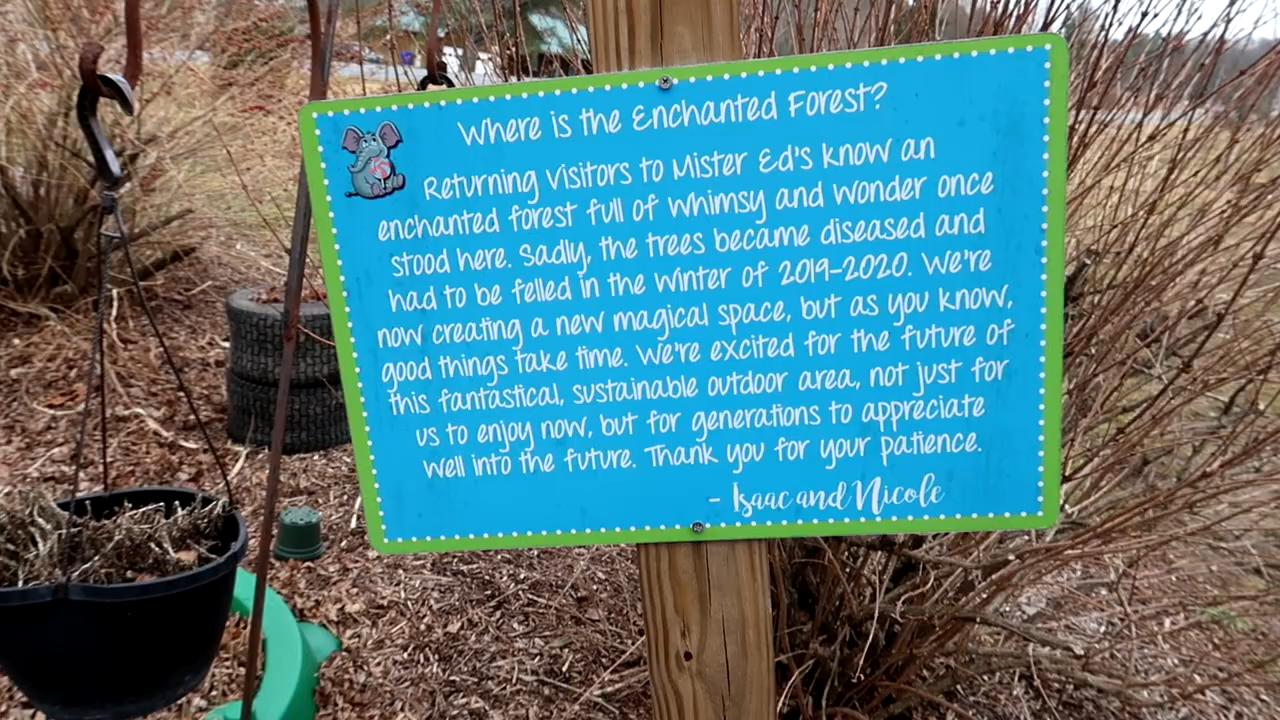 Where is the Enchanted Forest?
Returning visitors to Mister Ed's know an
enchanted forest full of whimsy and wonder once
stood here. Sadly, the trees became diseased and
had to be felled in the winter of 2019-2020. We're
now creating a new magical space, but as you know,
good things take time. We're excited for the future of
this fantastical, sustainable outdoor area, not just for
us to enjoy now, but for generations to appreciate
well into the future. Thank you for your patience.
- Isaac and Nicole